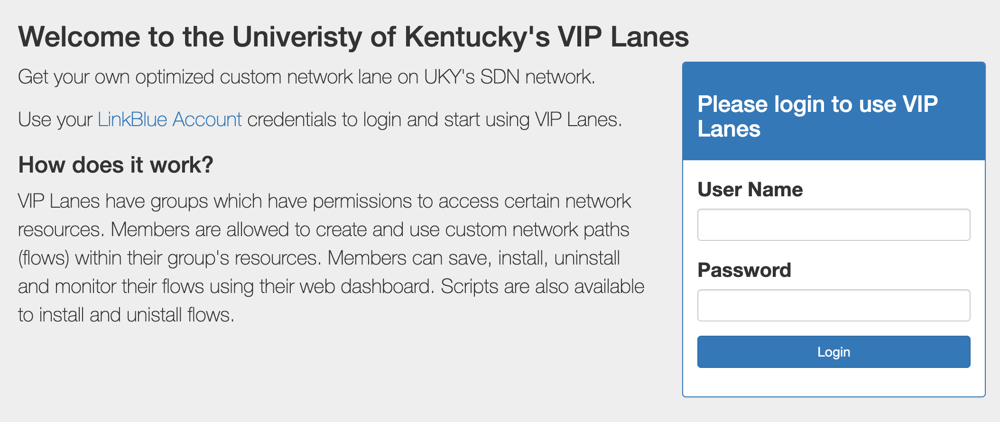 Welcome to the Univeristy of Kentucky's VIP Lanes
Get your own optimized custom network lane on UKY's SDN network.
Use your LinkBlue Account credentials to login and start using VIP Lanes.
How does it work?
VIP Lanes have groups which have permissions to access certain network
resources. Members are allowed to create and use custom network paths
(flows) within their group's resources. Members can save, install, uninstall
and monitor their flows using their web dashboard. Scripts are also available
to install and unistall flows.
Please login to use VIP
Lanes
User Name
Password
Login